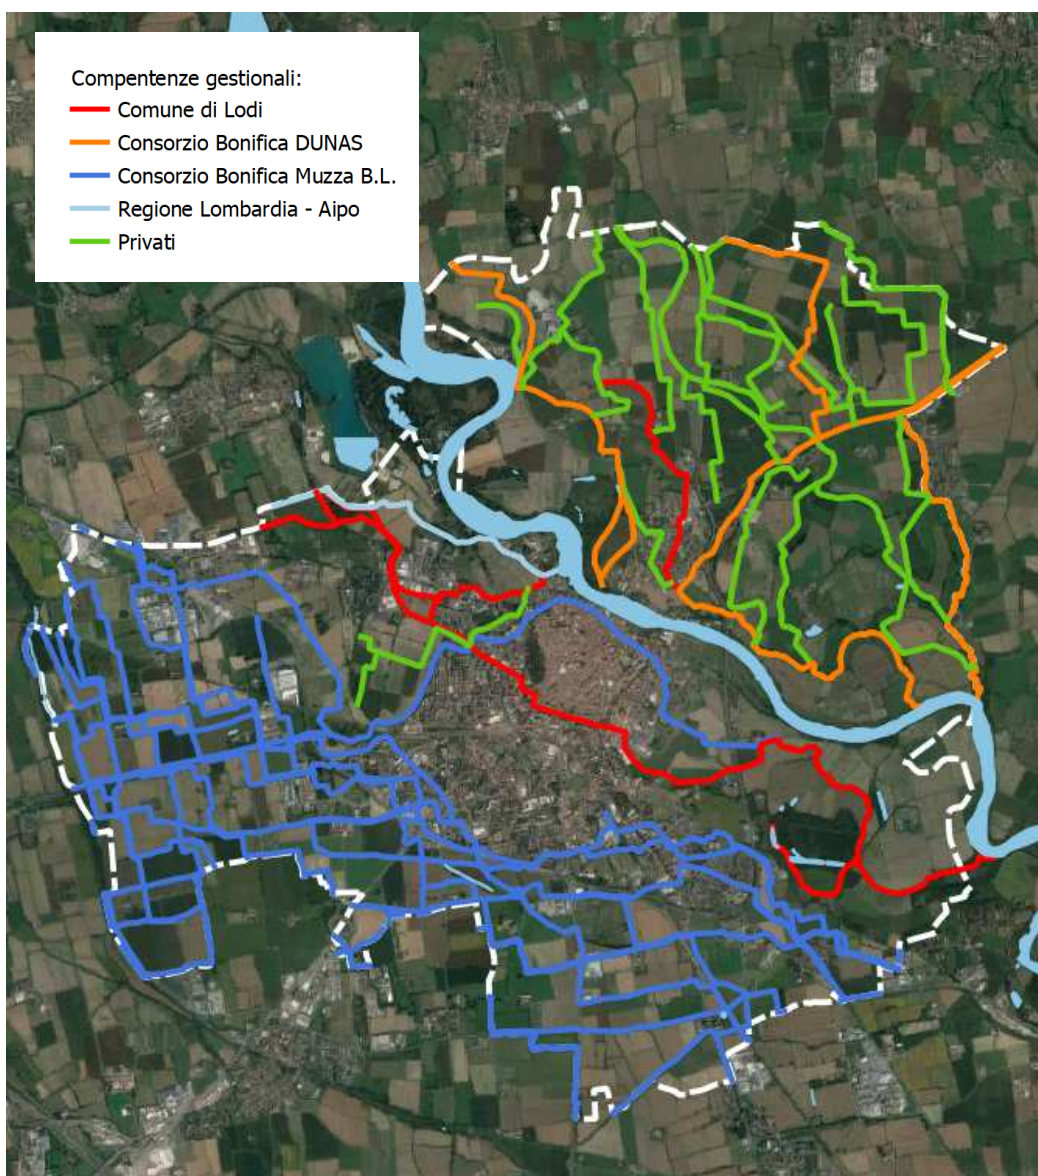 Compentenze gestionali:
Comune di Lodi
Consorzio Bonifica DUNAS
Consorzio Bonifica Muzza B.L.
Regione Lombardia - Aipo
Privati